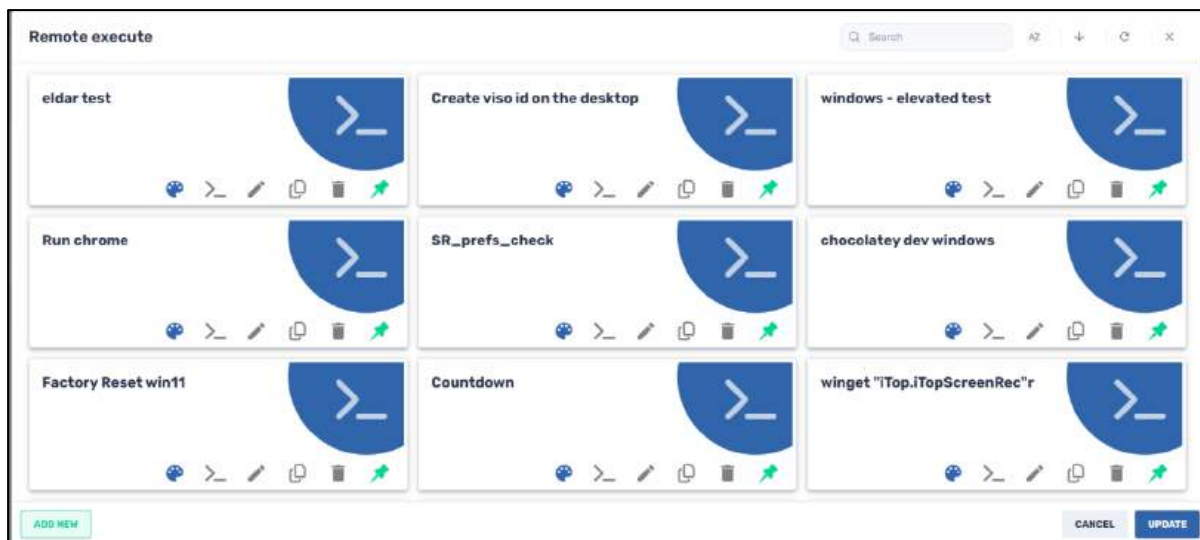 Remote execute
Search
AZ
eldar test
Create viso id on the desktop
windows - elevated test
Run chrome
SR_prefs_check
chocolatey dev windows
Factory Reset win11
Countdown
winget "iTop.iTopScreenRec"r
ADD NEW
CANCEL
UPDATE